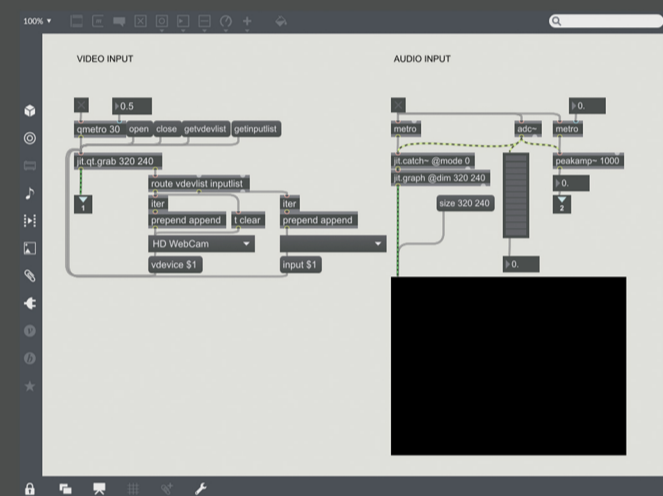 100%
VIDEO INPUT
AUDIO INPUT
0.5
0.
qmetro 30
open
close
getvdevlist
getinputlist
metro
adc~
metro
jit.qt.grab 320 240
jit.catch~ @mode 0
peakamp~ 1000
jit.graph @dim 320 240
route vdevlist inputlist
0.
1
iter
iter
size 320 240
2
prepend append
t clear
prepend append
HD WebCam
vdevice $1
input $1
0.